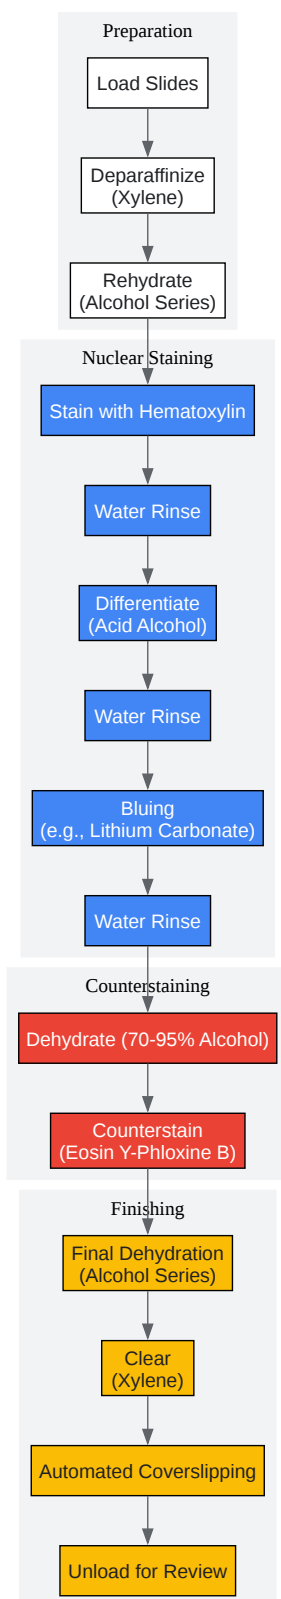 Preparation
Load Slides
Deparaffinize
(Xylene)
Rehydrate
(Alcohol Series)
Nuclear Staining
Stain with Hematoxylin
Water Rinse
Differentiate
(Acid Alcohol)
Water Rinse
Bluing
(e.g., Lithium Carbonate)
Water Rinse
Counterstaining
Dehydrate (70-95% Alcohol)
Counterstain
(Eosin Y-Phloxine B)
Finishing
Final Dehydration
(Alcohol Series)
Clear
(Xylene)
Automated Coverslipping
Unload for Review